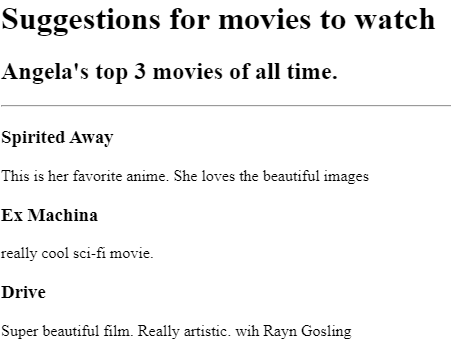 Suggestions for movies to watch
Angela's top 3 movies of all time.
Spirited Away
This is her favorite anime. She loves the beautiful images
Ex Machina
really cool sci-fi movie.
Drive
Super beautiful film. Really artistic. wih Rayn Gosling